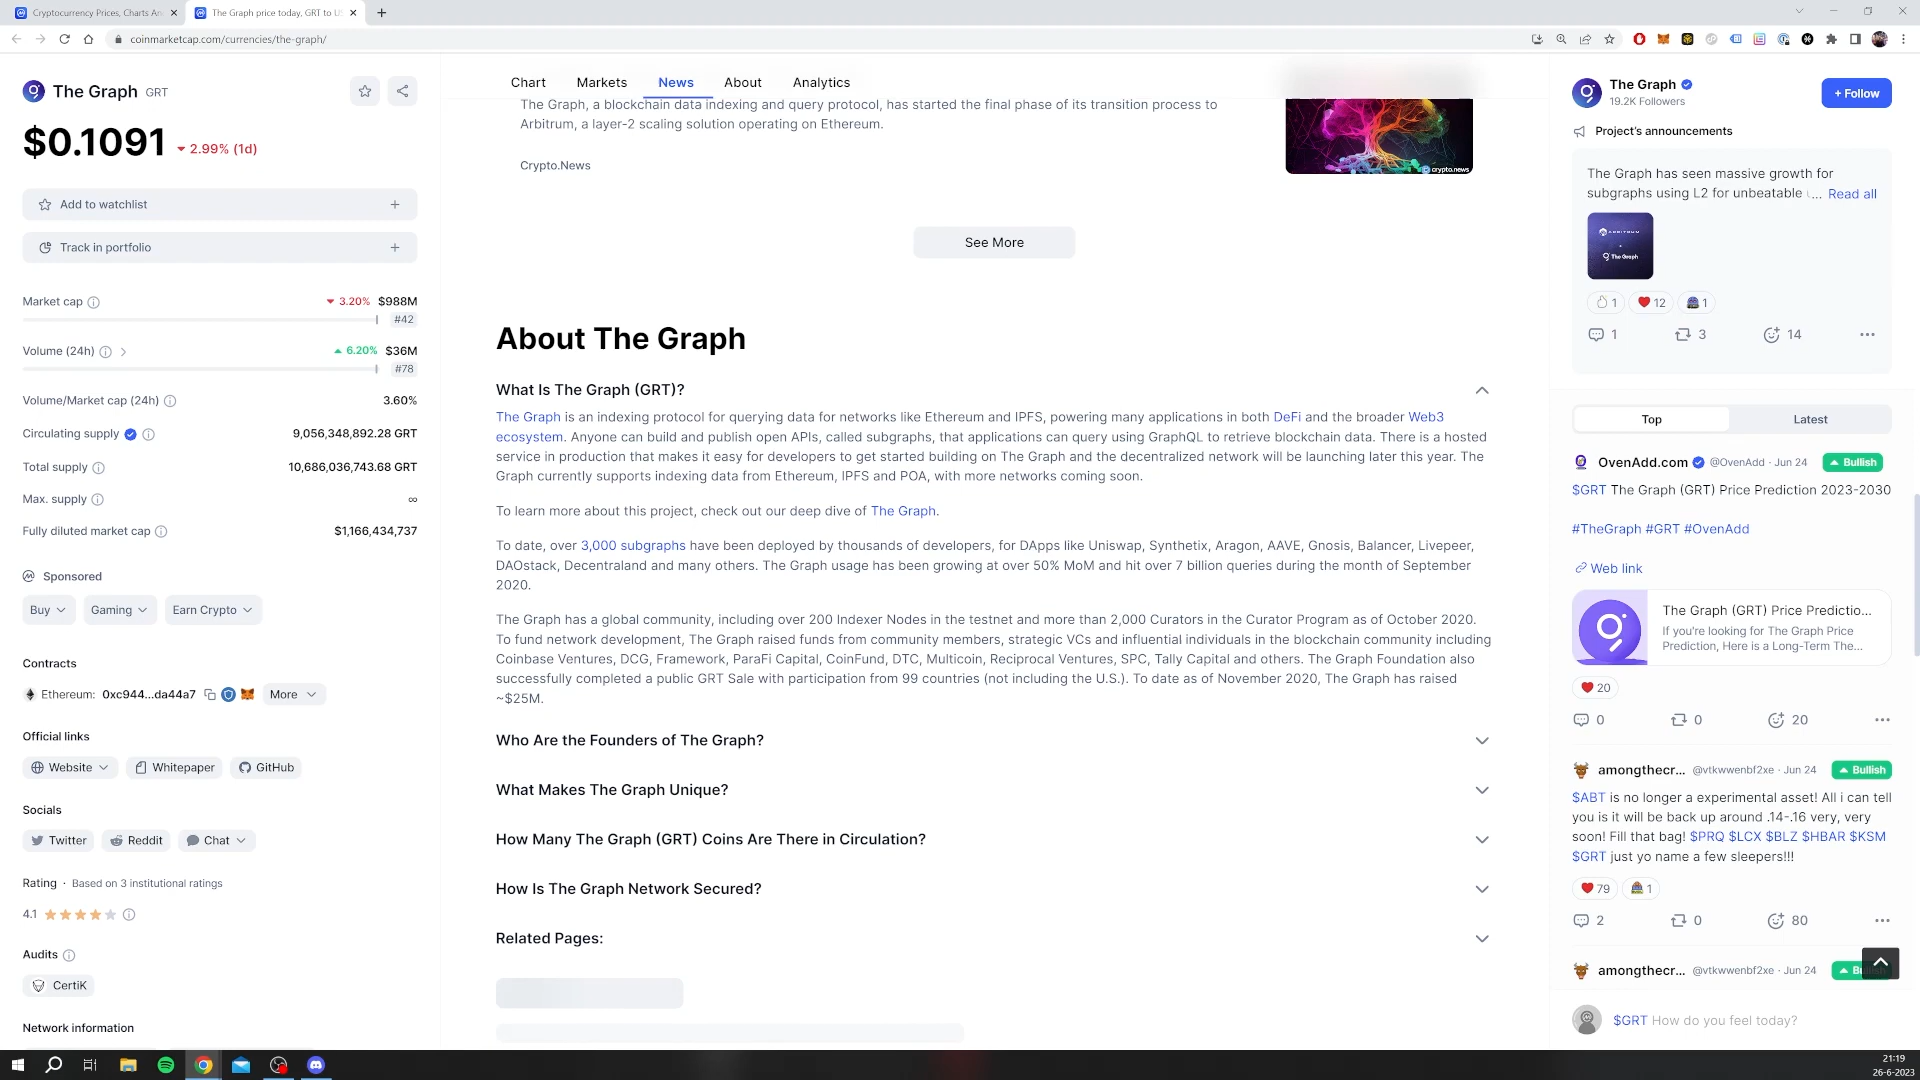 Cryptocurrency Prices, Charts An
The Graph price today, GRT to U
coinmarketcap.com/currencies/the-graph/
The Graph GRT
$0.1091 2.99% (1d)
Add to watchlist
Track in portfolio
Market cap 3.20% $988M
#42
Volume (24h) 6.20% $36M
#78
Volume/Market cap (24h) 3.60%
Circulating supply 9,056,348,892.28 GRT
Total supply 10,686,036,743.68 GRT
Max. supply ∞
Fully diluted market cap $1,166,434,737
Sponsored
Buy Gaming Earn Crypto
Contracts
Ethereum: 0xc944...da44a7 More
Official links
Website Whitepaper GitHub
Socials
Twitter Reddit Chat
Rating · Based on 3 institutional ratings
4.1
Audits
CertiK
Network information
Chart Markets News About Analytics
The Graph, a blockchain data indexing and query protocol, has started the final phase of its transition process to
Arbitrum, a layer-2 scaling solution operating on Ethereum.
Crypto.News
crypto.news
See More
About The Graph
What Is The Graph (GRT)?
The Graph is an indexing protocol for querying data for networks like Ethereum and IPFS, powering many applications in both DeFi and the broader Web3
ecosystem. Anyone can build and publish open APIs, called subgraphs, that applications can query using GraphQL to retrieve blockchain data. There is a hosted
service in production that makes it easy for developers to get started building on The Graph and the decentralized network will be launching later this year. The
Graph currently supports indexing data from Ethereum, IPFS and POA, with more networks coming soon.
To learn more about this project, check out our deep dive of The Graph.
To date, over 3,000 subgraphs have been deployed by thousands of developers, for DApps like Uniswap, Synthetix, Aragon, AAVE, Gnosis, Balancer, Livepeer,
DAOstack, Decentraland and many others. The Graph usage has been growing at over 50% MoM and hit over 7 billion queries during the month of September
2020.
The Graph has a global community, including over 200 Indexer Nodes in the testnet and more than 2,000 Curators in the Curator Program as of October 2020.
To fund network development, The Graph raised funds from community members, strategic VCs and influential individuals in the blockchain community including
Coinbase Ventures, DCG, Framework, ParaFi Capital, CoinFund, DTC, Multicoin, Reciprocal Ventures, SPC, Tally Capital and others. The Graph Foundation also
successfully completed a public GRT Sale with participation from 99 countries (not including the U.S.). To date as of November 2020, The Graph has raised
~$25M.
Who Are the Founders of The Graph?
What Makes The Graph Unique?
How Many The Graph (GRT) Coins Are There in Circulation?
How Is The Graph Network Secured?
Related Pages:
The Graph
19.2K Followers
+ Follow
Project's announcements
The Graph has seen massive growth for
subgraphs using L2 for unbeatable ... Read all
ARBITRUM
The Graph
1 12 1
1 3 14
Top Latest
OvenAdd.com @OvenAdd · Jun 24 Bullish
$GRT The Graph (GRT) Price Prediction 2023-2030
#TheGraph #GRT #OvenAdd
Web link
The Graph (GRT) Price Predictio...
If you're looking for The Graph Price
Prediction, Here is a Long-Term The...
20
0 0 20
amongthecr... @vtkwwenbf2xe · Jun 24 Bullish
$ABT is no longer a experimental asset! All i can tell
you is it will be back up around .14-.16 very, very
soon! Fill that bag! $PRQ $LCX $BLZ $HBAR $KSM
$GRT just yo name a few sleepers!!!
79 1
2 0 80
amongthecr... @vtkwwenbf2xe · Jun 24
$GRT How do you feel today?
21:19
26-6-2023